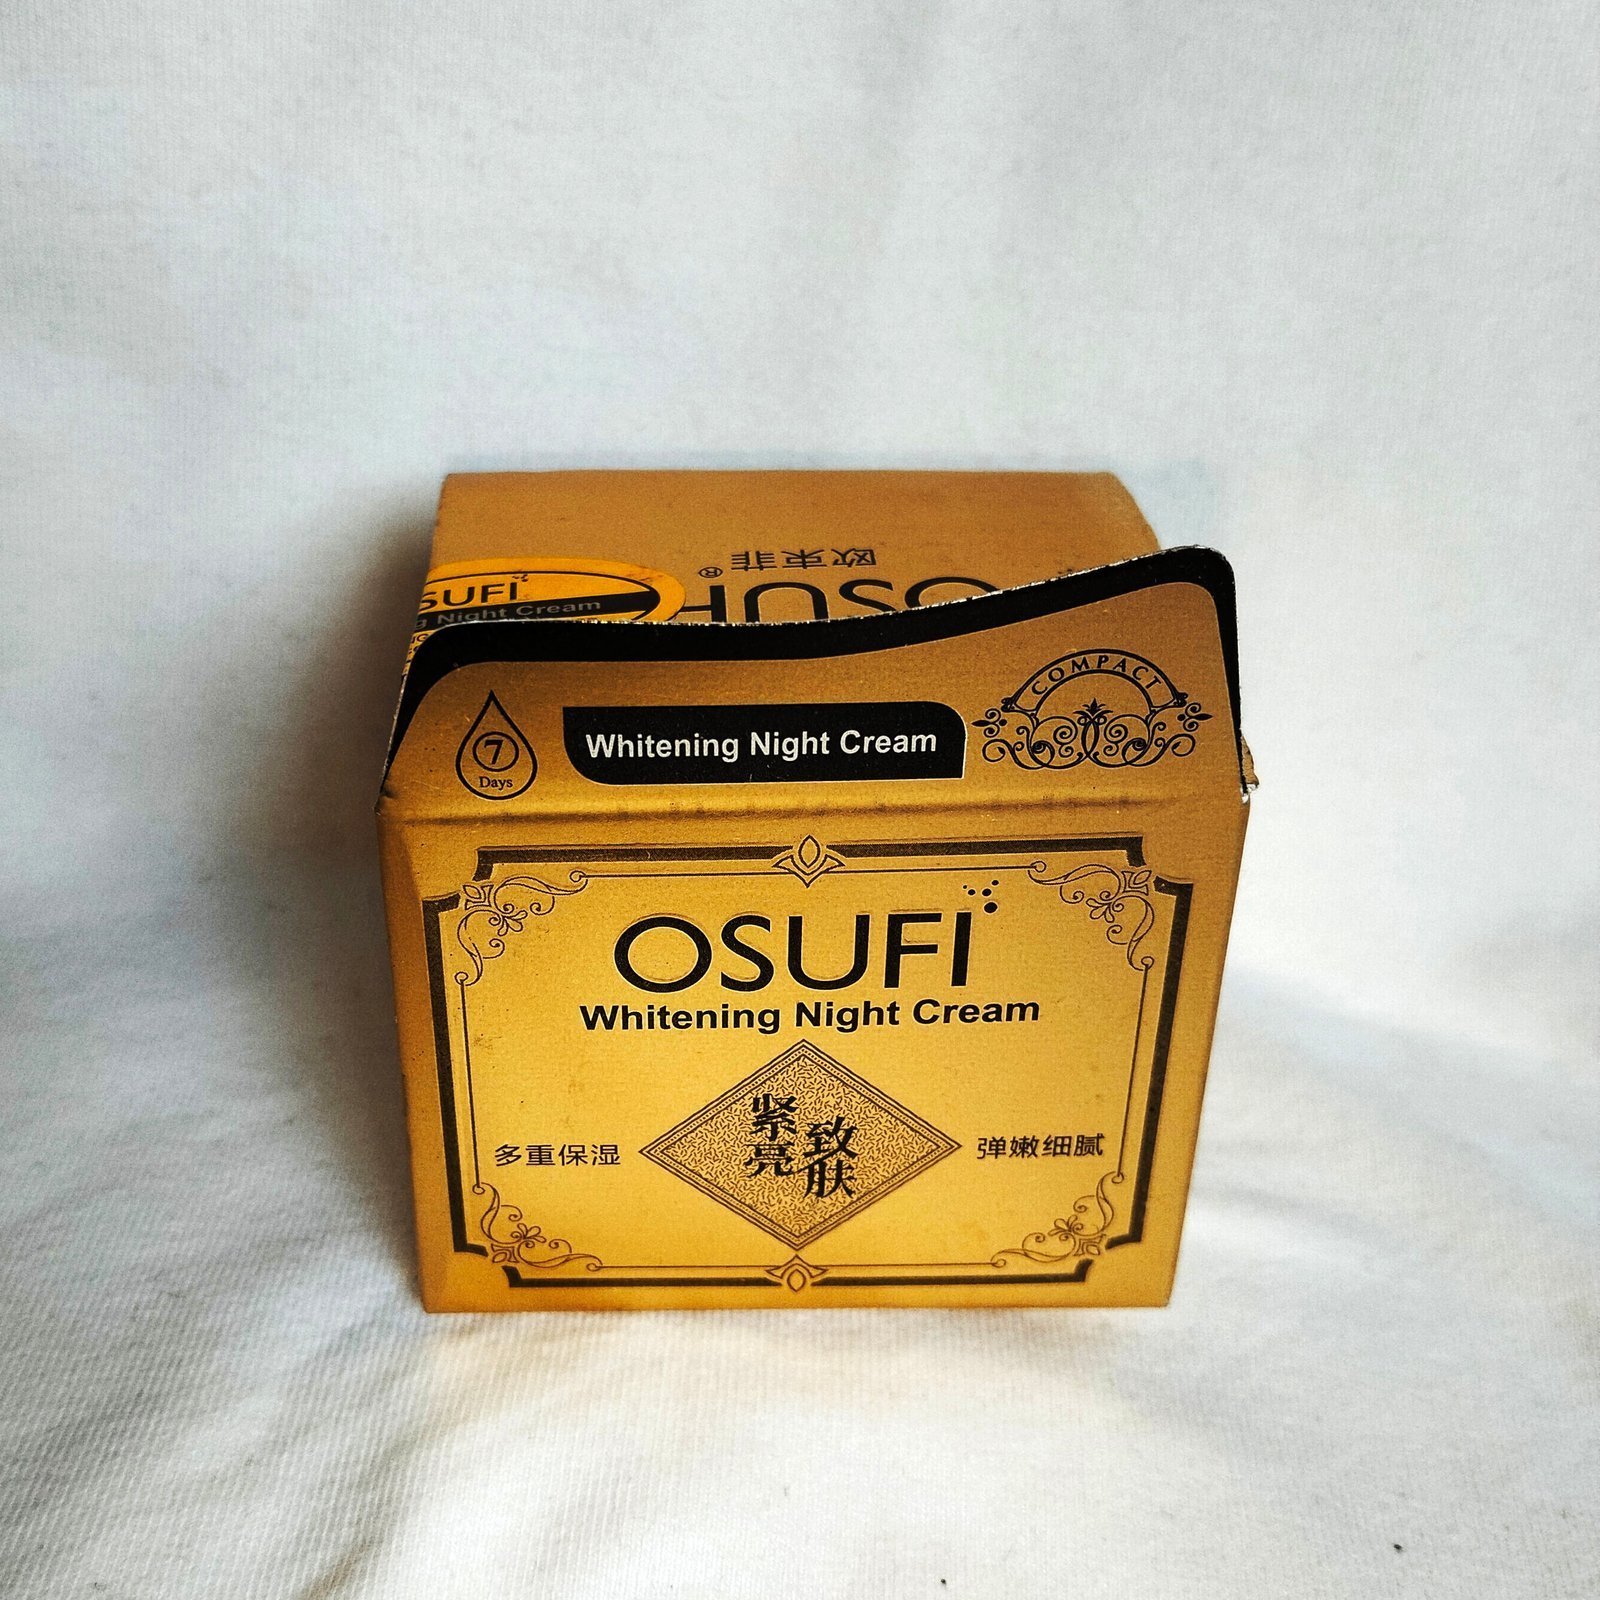 欧束菲
OSUFI®
SUFI
Night Cream
COMPACT
7
Days
Whitening Night Cream
OSUFI
Whitening Night Cream
紧致
亮肤
多重保湿
弹嫩细腻